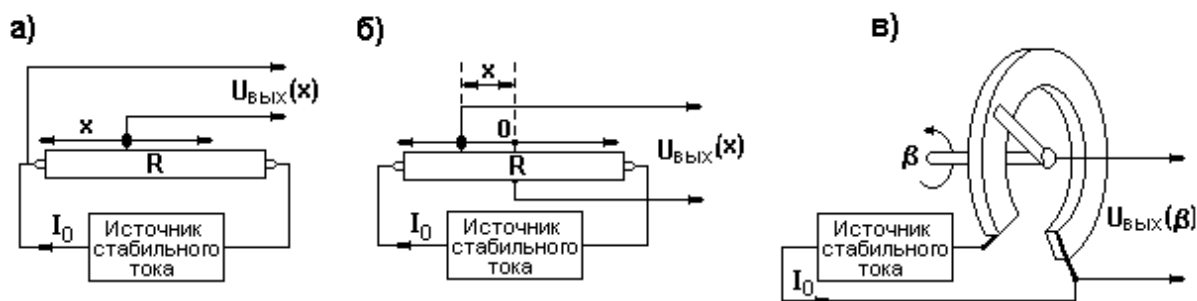 а)
Uвых(x)
x
R
I0
Источник
стабильного
тока
б)
x
0
Uвых(x)
R
I0
Источник
стабильного
тока
в)
β
Uвых(β)
Источник
стабильного
тока
I0